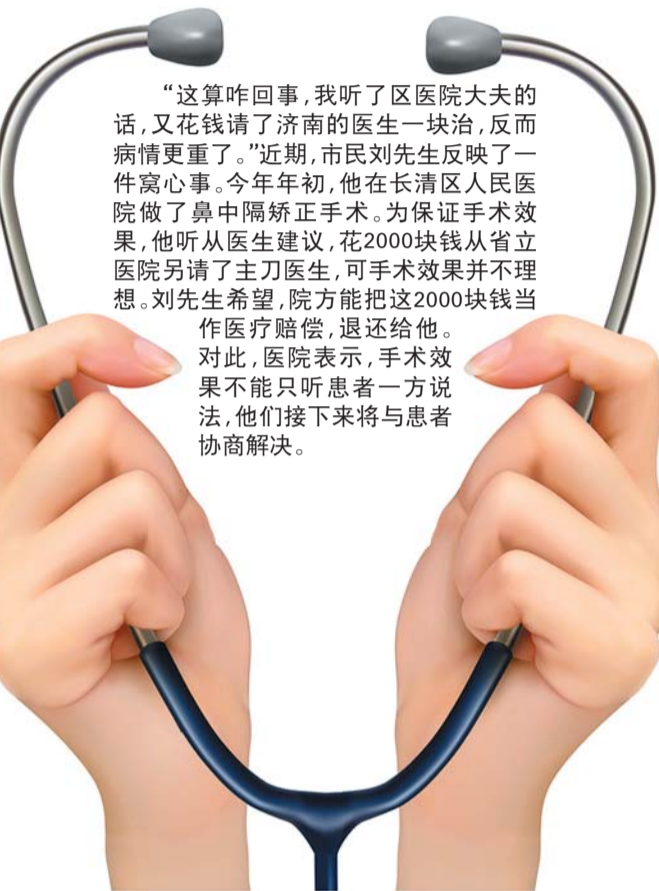 “这算咋回事,我听了区医院大夫的
话,又花钱请了济南的医生一块治,反而
病情更重了。”近期,市民刘先生反映了一
件窝心事。今年年初,他在长清区人民医
院做了鼻中隔矫正手术。为保证手术效
果,他听从医生建议,花2000块钱从省立
医院另请了主刀医生,可手术效果并不理
想。刘先生希望,院方能把这2000块钱当
作医疗赔偿,退还给他。
对此,医院表示,手术效
果不能只听患者一方说
法,他们接下来将与患者
协商解决。